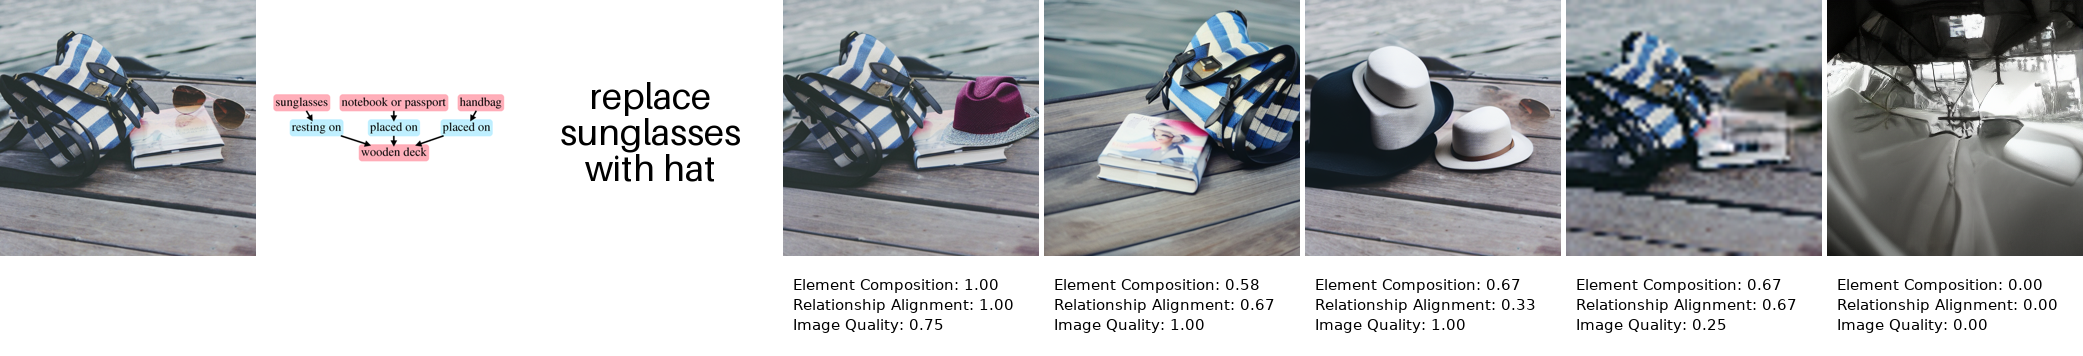 sunglasses notebook or passport handbag
resting on placed on placed on
wooden deck
replace
sunglasses
with hat
Element Composition: 1.00
Relationship Alignment: 1.00
Image Quality: 0.75
Element Composition: 0.58
Relationship Alignment: 0.67
Image Quality: 1.00
Element Composition: 0.67
Relationship Alignment: 0.33
Image Quality: 1.00
Element Composition: 0.67
Relationship Alignment: 0.67
Image Quality: 0.25
Element Composition: 0.00
Relationship Alignment: 0.00
Image Quality: 0.00